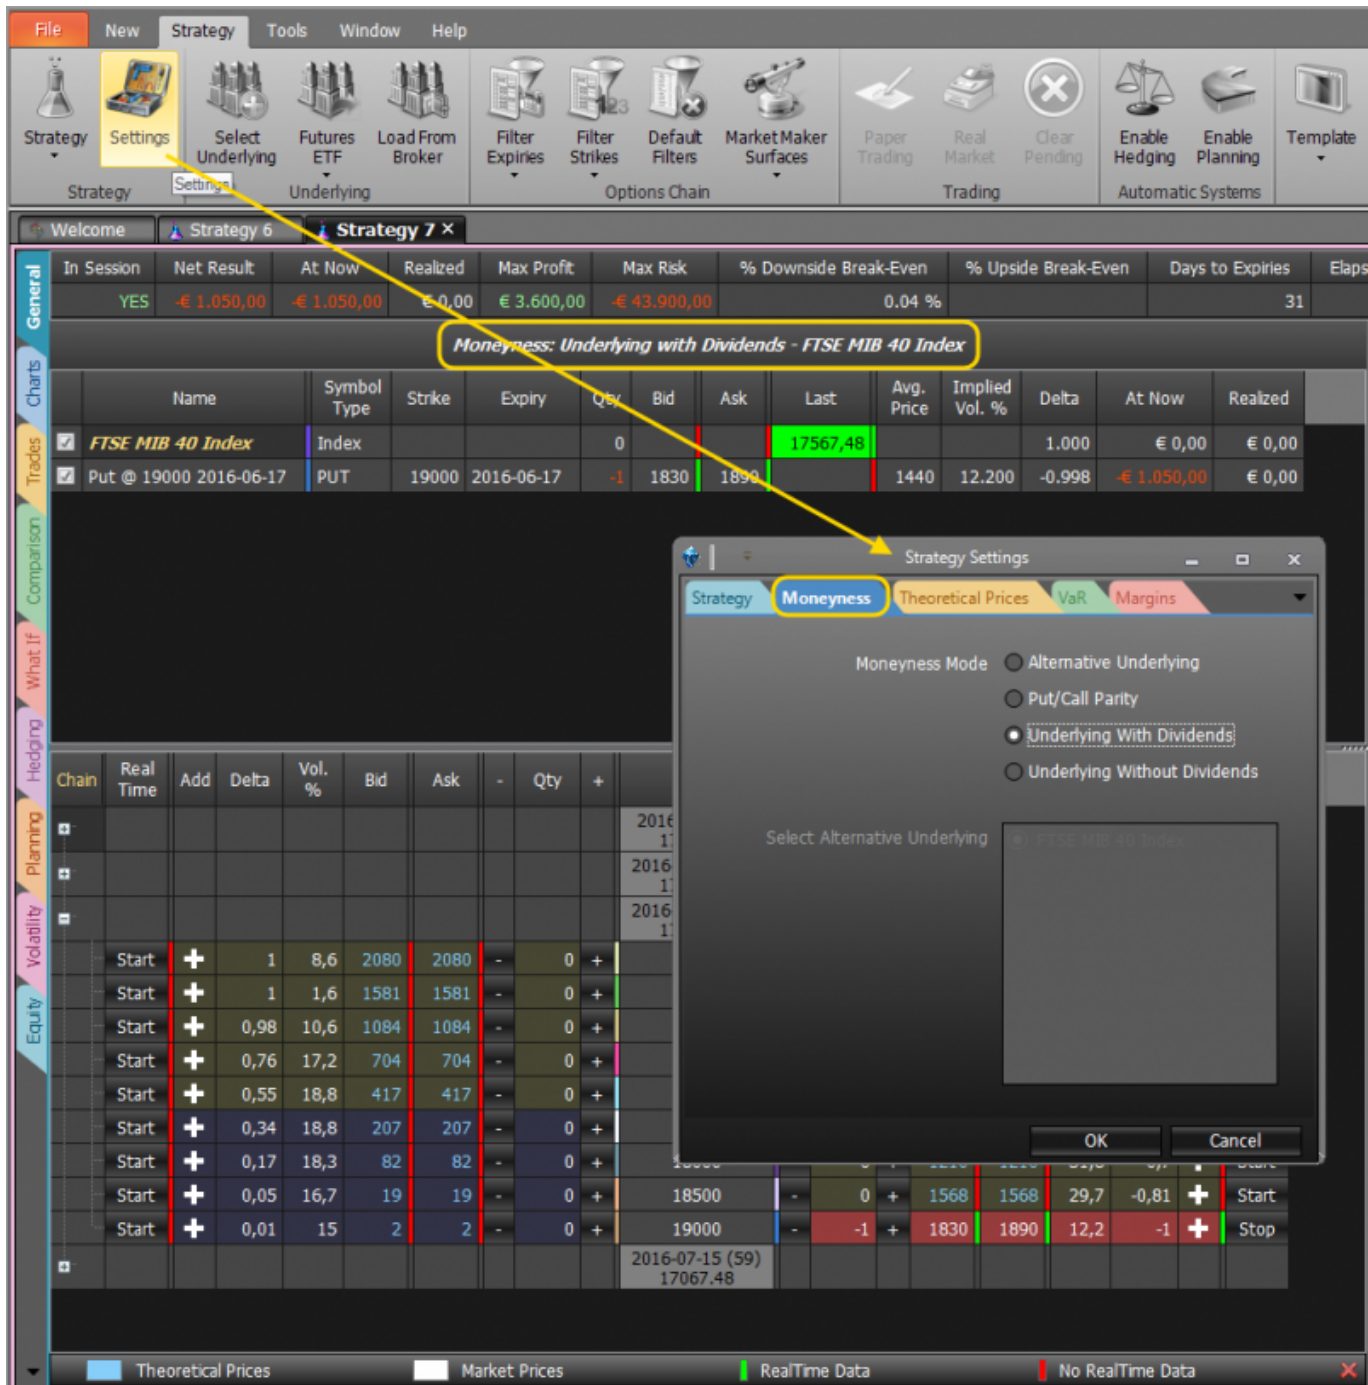 File New Strategy Tools Window Help
Strategy Settings Select Underlying Futures ETF Load From Broker Filter Expiries Filter Strikes Default Filters Market Maker Surfaces Paper Trading Real Market Clear Pending Enable Hedging Enable Planning Template
Strategy Settings Underlying Options Chain Trading Automatic Systems
Welcome Strategy 6 Strategy 7 ×
General
Charts
Trades
Comparison
What If
Hedging
Planning
Volatility
Equity
In Session Net Result At Now Realized Max Profit Max Risk % Downside Break-Even % Upside Break-Even Days to Expiries Elaps
YES -€ 1.050,00 -€ 1.050,00 € 0,00 € 3.600,00 -€ 43.900,00 0.04 % 31
Moneyness: Underlying with Dividends - FTSE MIB 40 Index
Name Symbol Type Strike Expiry Qty Bid Ask Last Avg. Price Implied Vol. % Delta At Now Realized
FTSE MIB 40 Index Index 0 17567,48 1.000 € 0,00 € 0,00
Put @ 19000 2016-06-17 PUT 19000 2016-06-17 -1 1830 1890 1440 12.200 -0.998 -€ 1.050,00 € 0,00
Strategy Settings
Strategy Moneyness Theoretical Prices VaR Margins
Moneyness Mode Alternative Underlying
Put/Call Parity
Underlying With Dividends
Underlying Without Dividends
Select Alternative Underlying FTSE MIB 40 Index
OK Cancel
Chain Real Time Add Delta Vol. % Bid Ask - Qty +
Start + 1 8,6 2080 2080 - 0 +
Start + 1 1,6 1581 1581 - 0 +
Start + 0,98 10,6 1084 1084 - 0 +
Start + 0,76 17,2 704 704 - 0 +
Start + 0,55 18,8 417 417 - 0 +
Start + 0,34 18,8 207 207 - 0 +
Start + 0,17 18,3 82 82 - 0 +
Start + 0,05 16,7 19 19 - 0 + 18500 - 0 + 1568 1568 29,7 -0,81 + Start
Start + 0,01 15 2 2 - 0 + 19000 - -1 + 1830 1890 12,2 -1 + Stop
2016-07-15 (59)
17067.48
Theoretical Prices Market Prices RealTime Data No RealTime Data